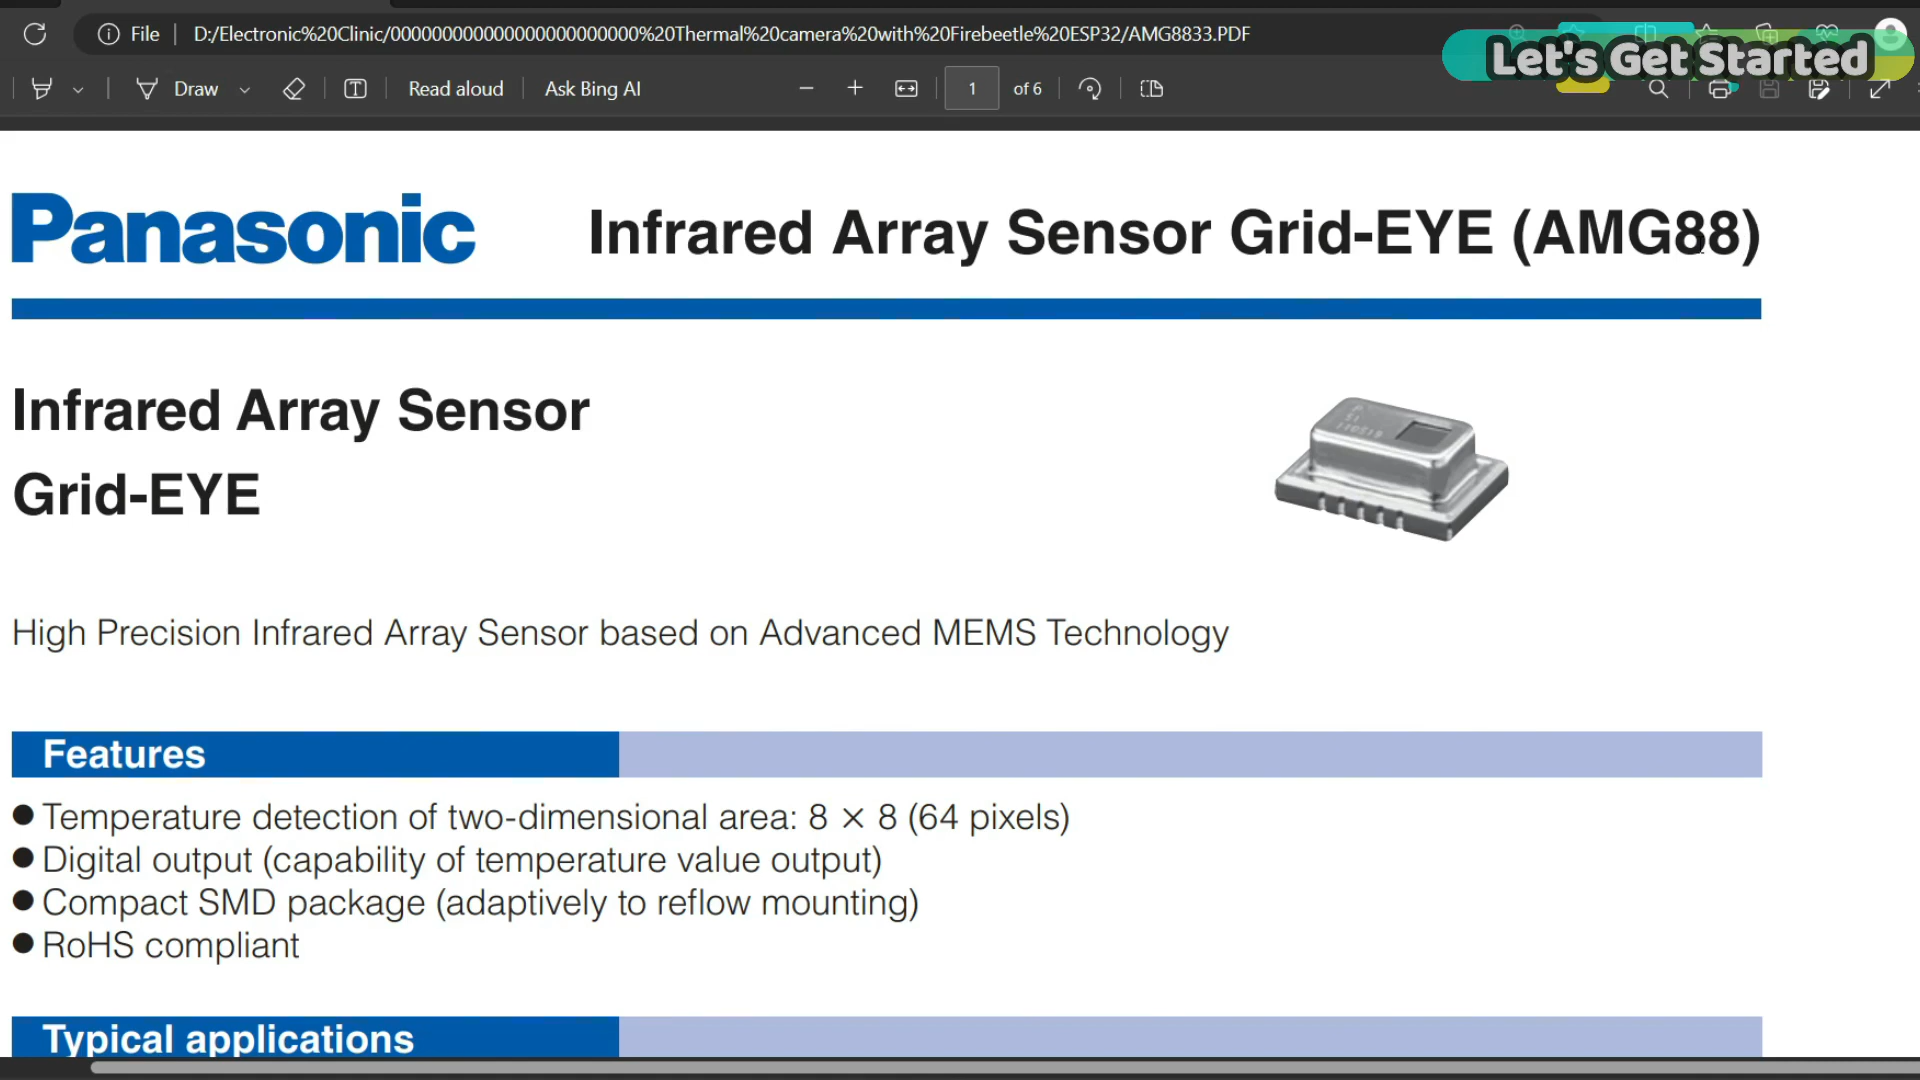 File
D:/Electronic%20Clinic/000000000000000000000000%20Thermal%20camera%20with%20Firebeetle%20ESP32/AMG8833.PDF
Let's Get Started
Draw
Read aloud
Ask Bing AI
1
of 6
Panasonic
Infrared Array Sensor Grid-EYE (AMG88)
Infrared Array Sensor
Grid-EYE
High Precision Infrared Array Sensor based on Advanced MEMS Technology
Features
● Temperature detection of two-dimensional area: 8 × 8 (64 pixels)
● Digital output (capability of temperature value output)
● Compact SMD package (adaptively to reflow mounting)
● RoHS compliant
Typical applications